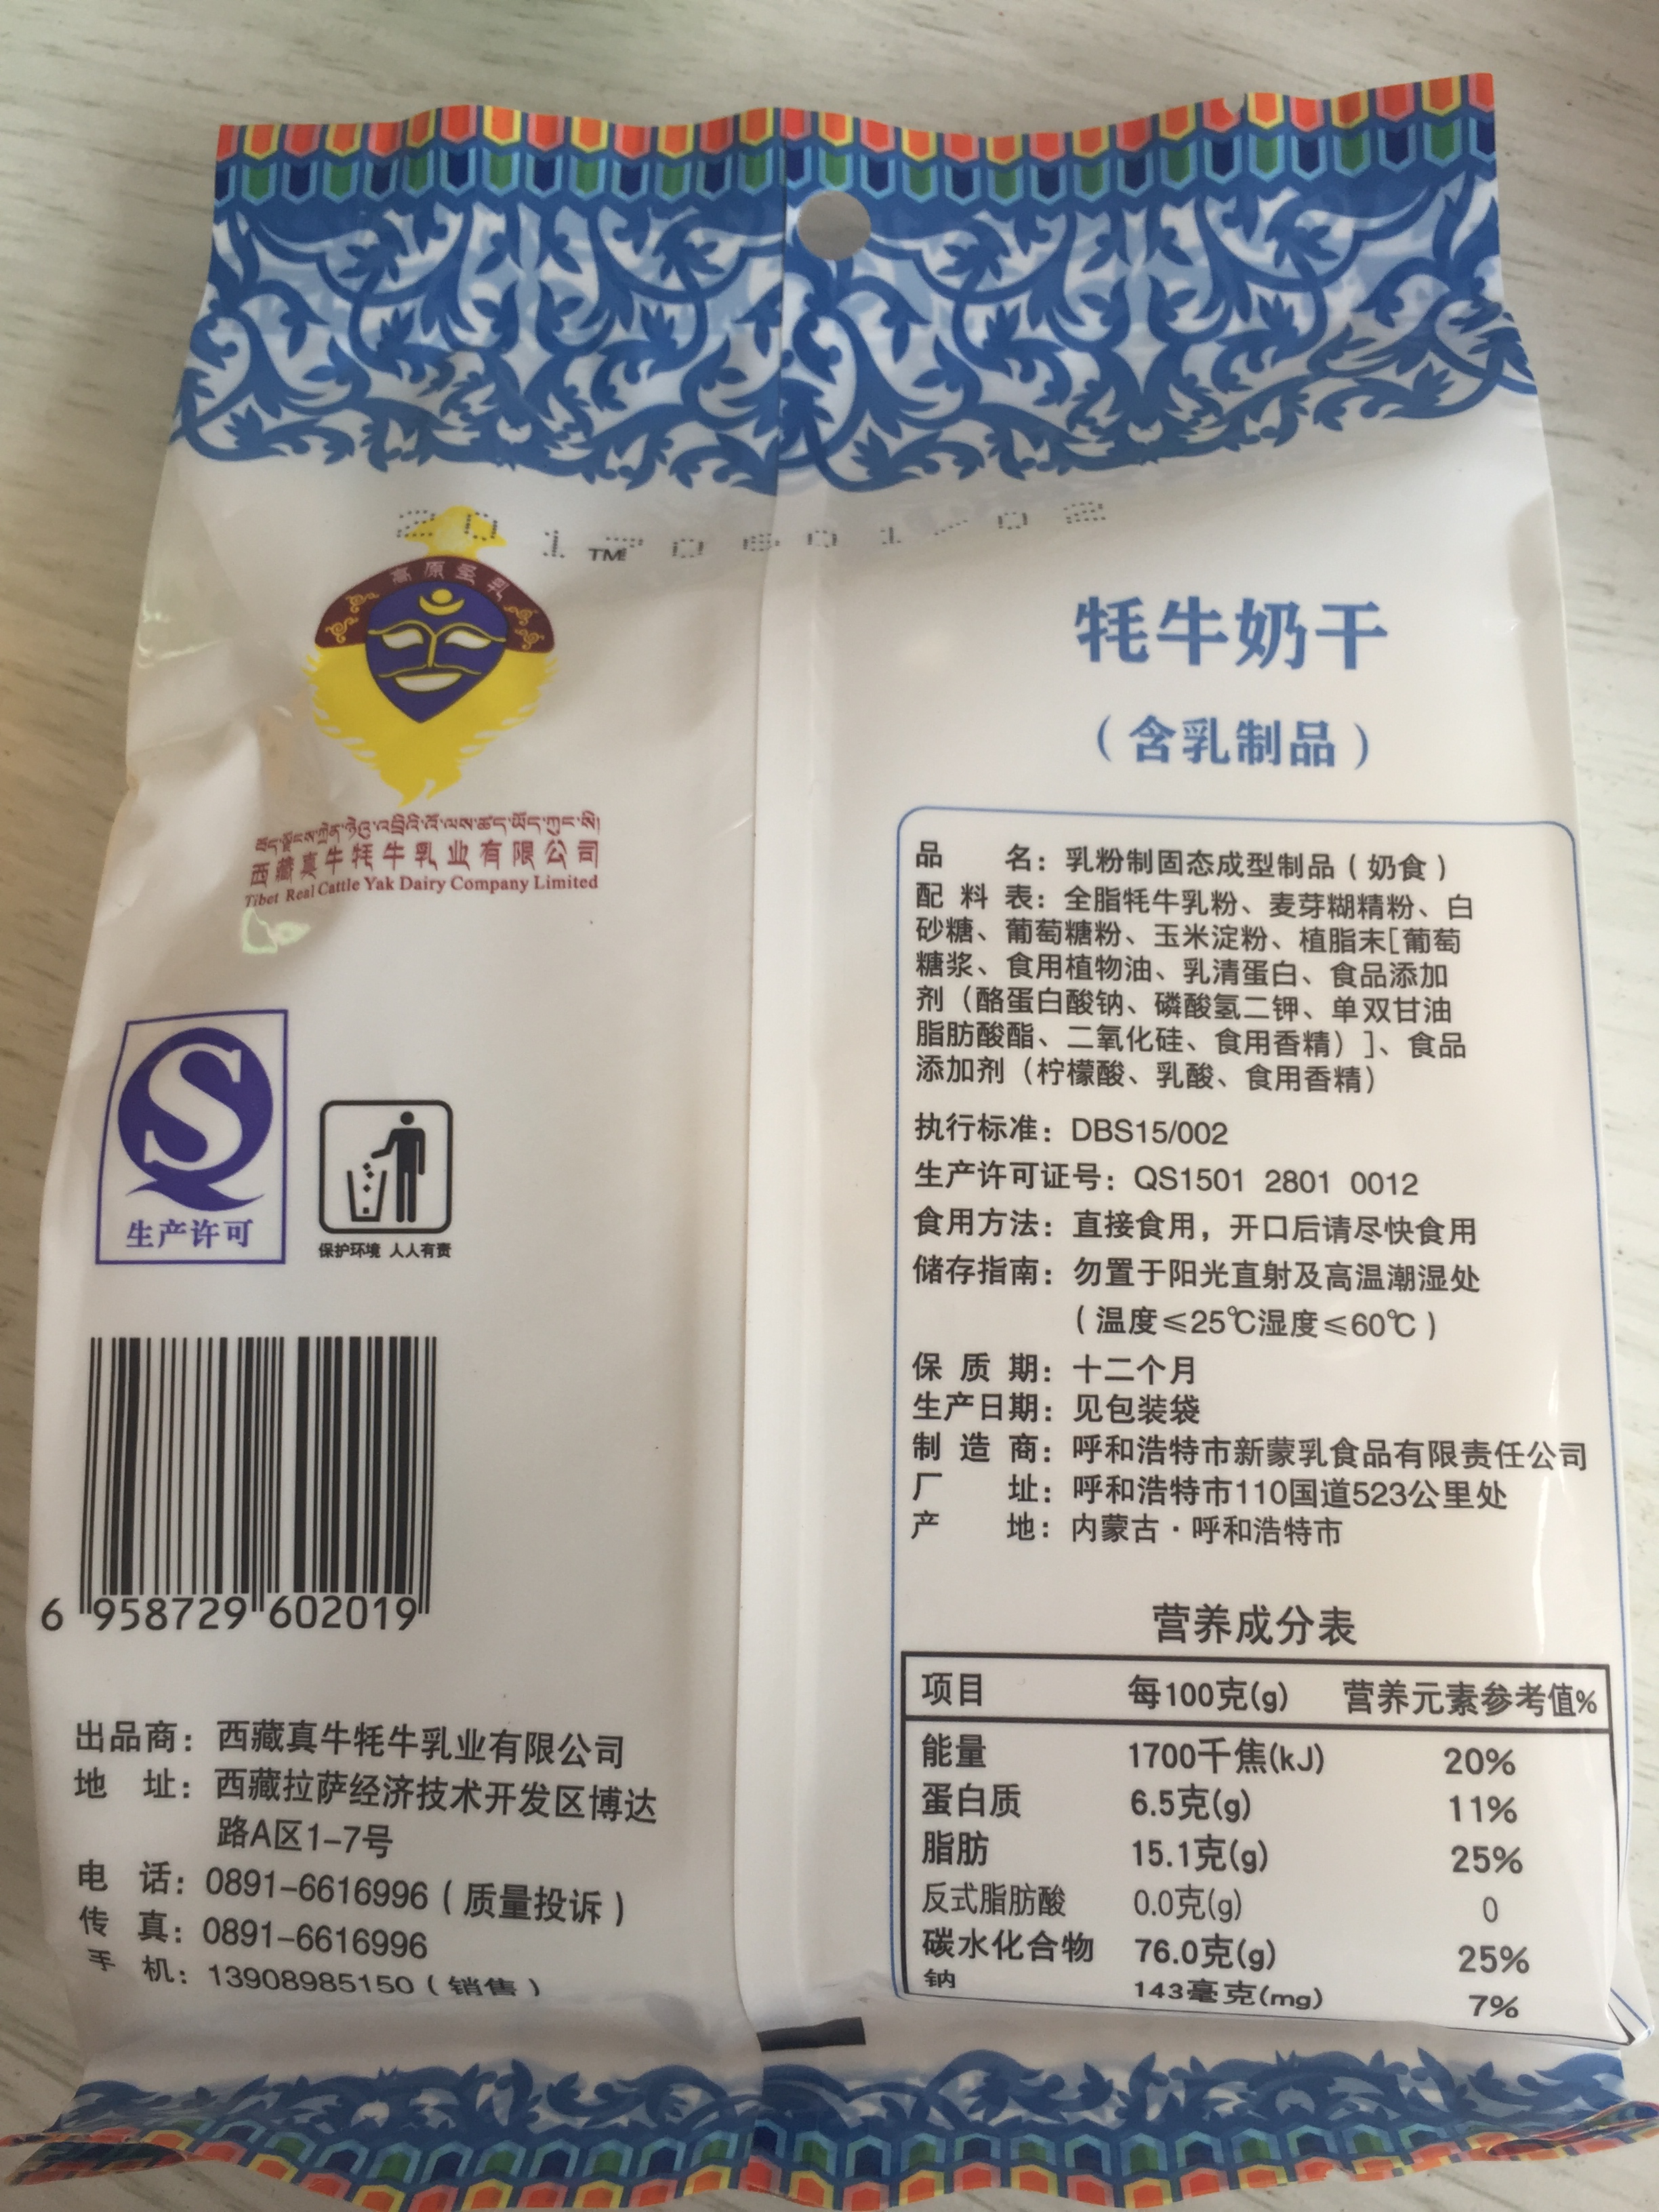 TM
高原圣乳
西藏真牛牦牛乳业有限公司
Tibet Real Cattle Yak Dairy Company Limited
生产许可
保护环境 人人有责
6 958729 602019
出品商：西藏真牛牦牛乳业有限公司
地 址：西藏拉萨经济技术开发区博达
路A区1-7号
电 话：0891-6616996（质量投诉）
传 真：0891-6616996
手 机：13908985150（销售）
牦牛奶干
（含乳制品）
品 名：乳粉制固态成型制品（奶食）
配 料 表：全脂牦牛乳粉、麦芽糊精粉、白
砂糖、葡萄糖粉、玉米淀粉、植脂末[葡萄
糖浆、食用植物油、乳清蛋白、食品添加
剂（酪蛋白酸钠、磷酸氢二钾、单双甘油
脂肪酸酯、二氧化硅、食用香精）]、食品
添加剂（柠檬酸、乳酸、食用香精）
执行标准：DBS15/002
生产许可证号：QS1501 2801 0012
食用方法：直接食用，开口后请尽快食用
储存指南：勿置于阳光直射及高温潮湿处
（温度≤25℃湿度≤60℃）
保 质 期：十二个月
生产日期：见包装袋
制 造 商：呼和浩特市新蒙乳食品有限责任公司
厂 址：呼和浩特市110国道523公里处
产 地：内蒙古·呼和浩特市
营养成分表
项目 每100克(g) 营养元素参考值%
能量 1700千焦(kJ) 20%
蛋白质 6.5克(g) 11%
脂肪 15.1克(g) 25%
反式脂肪酸 0.0克(g) 0
碳水化合物 76.0克(g) 25%
钠 143毫克(mg) 7%